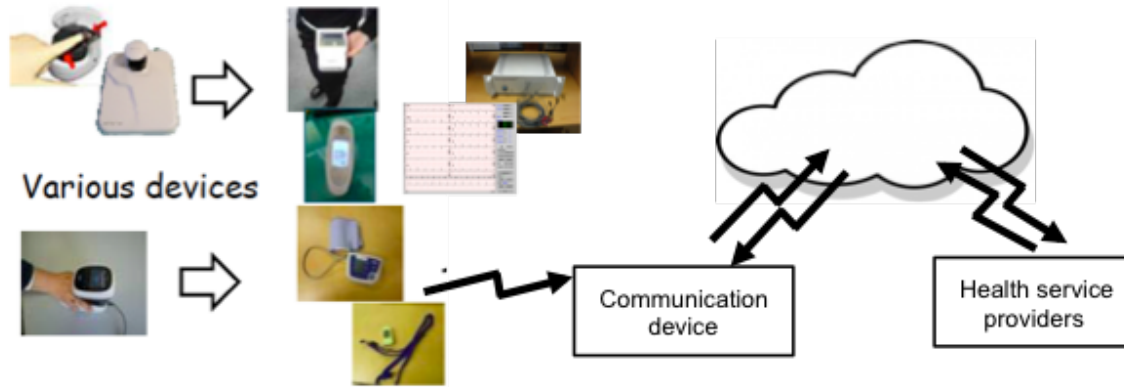 Various devices
Communication
device
Health service
providers